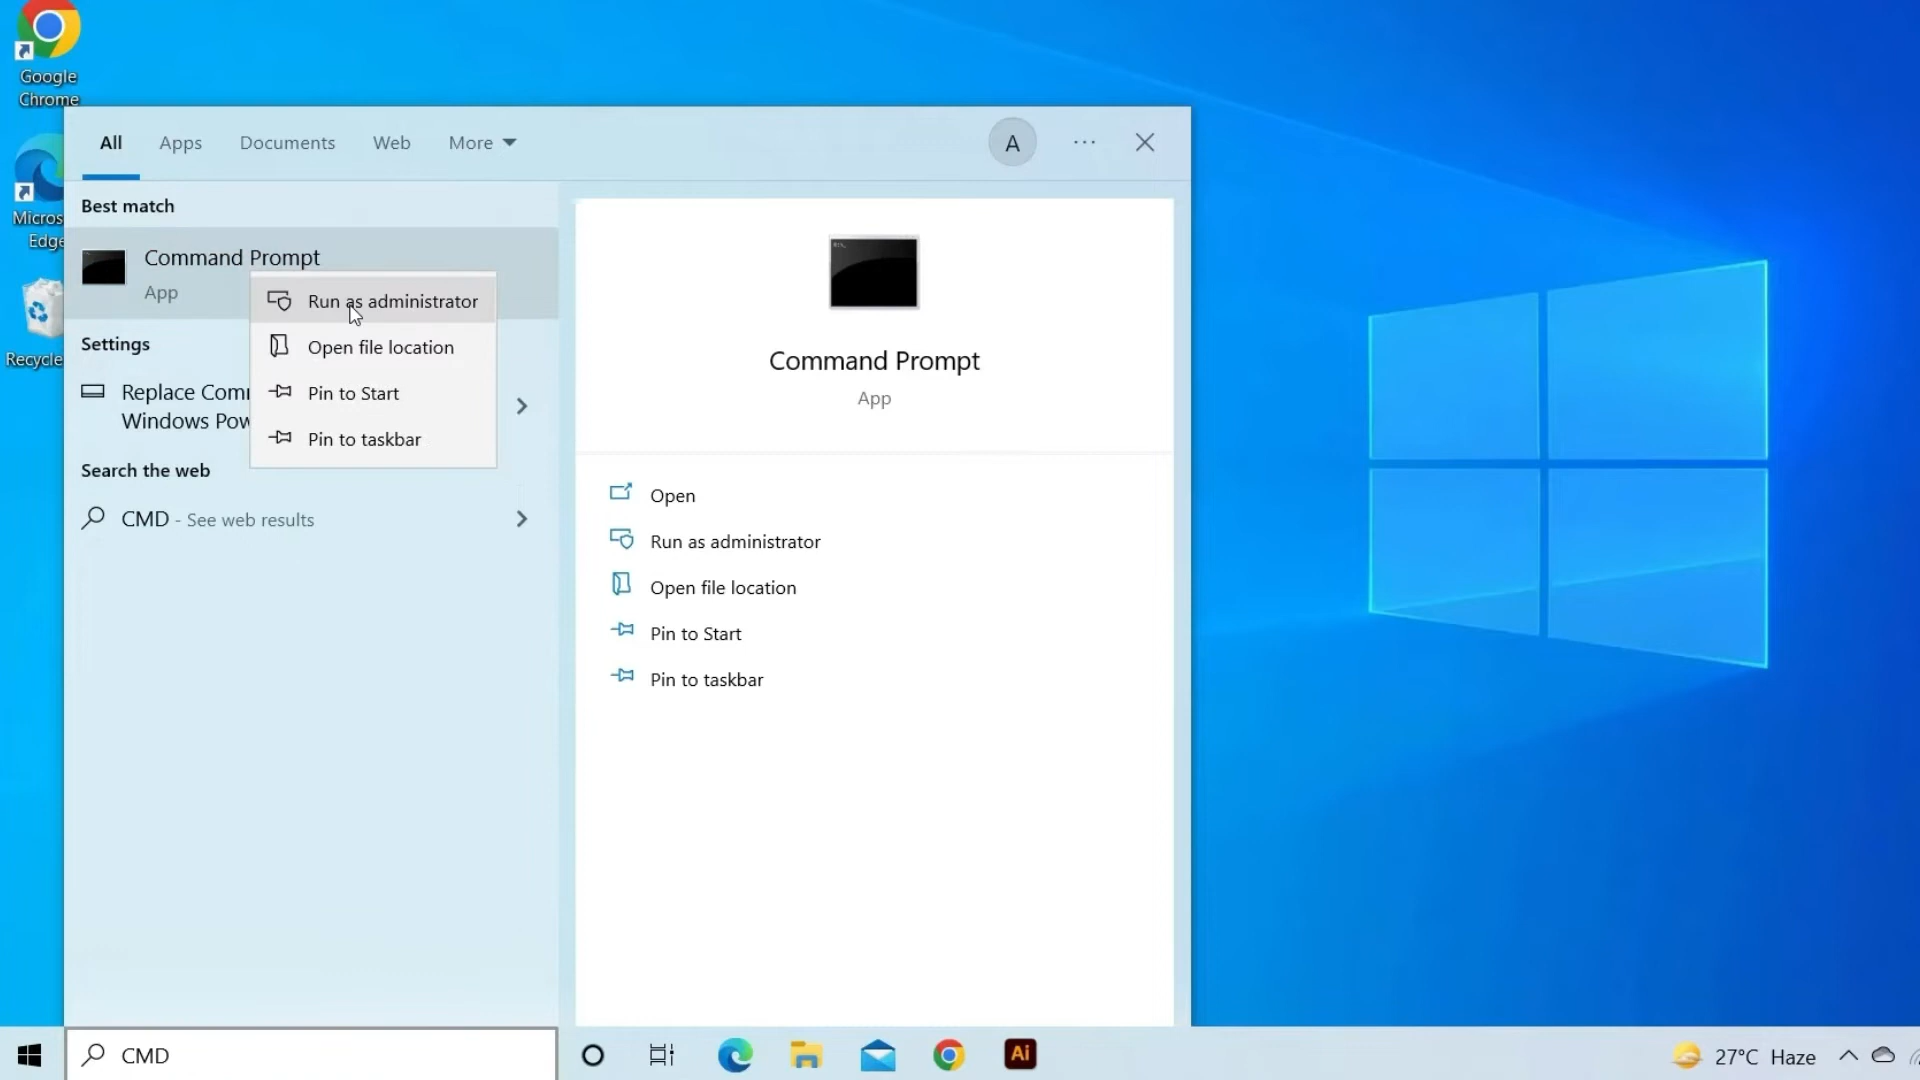 Google
Chrome
Micros
Edge
Recycle
All
Apps
Documents
Web
More
A
Best match
Command Prompt
App
Run as administrator
Open file location
Pin to Start
Pin to taskbar
Settings
Replace Com
Windows Pow
Search the web
CMD - See web results
Command Prompt
App
Open
Run as administrator
Open file location
Pin to Start
Pin to taskbar
CMD
Ai
27°C Haze